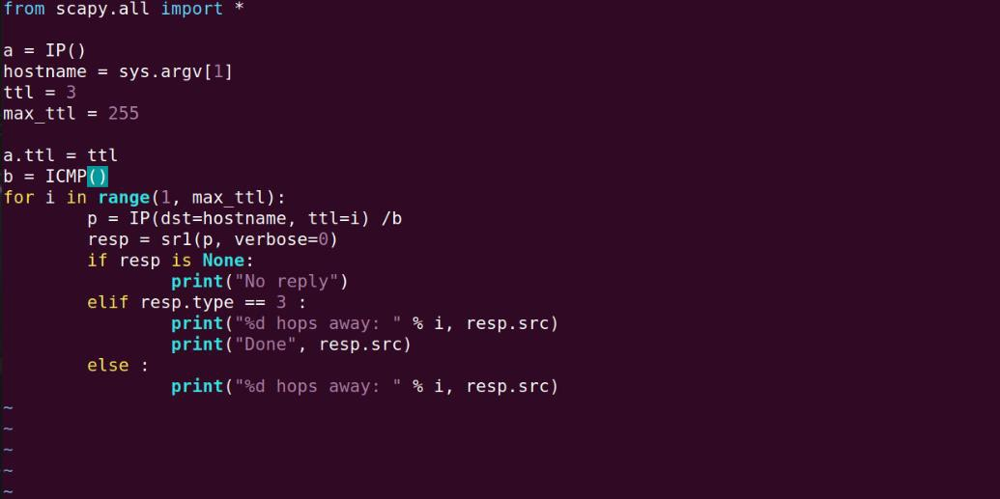 from scapy.all import *

a = IP()
hostname = sys.argv[1]
ttl = 3
max_ttl = 255

a.ttl = ttl
b = ICMP()
for i in range(1, max_ttl):
        p = IP(dst=hostname, ttl=i) /b
        resp = sr1(p, verbose=0)
        if resp is None:
                print("No reply")
        elif resp.type == 3 :
                print("%d hops away: " % i, resp.src)
                print("Done", resp.src)
        else :
                print("%d hops away: " % i, resp.src)
~
~
~
~
~